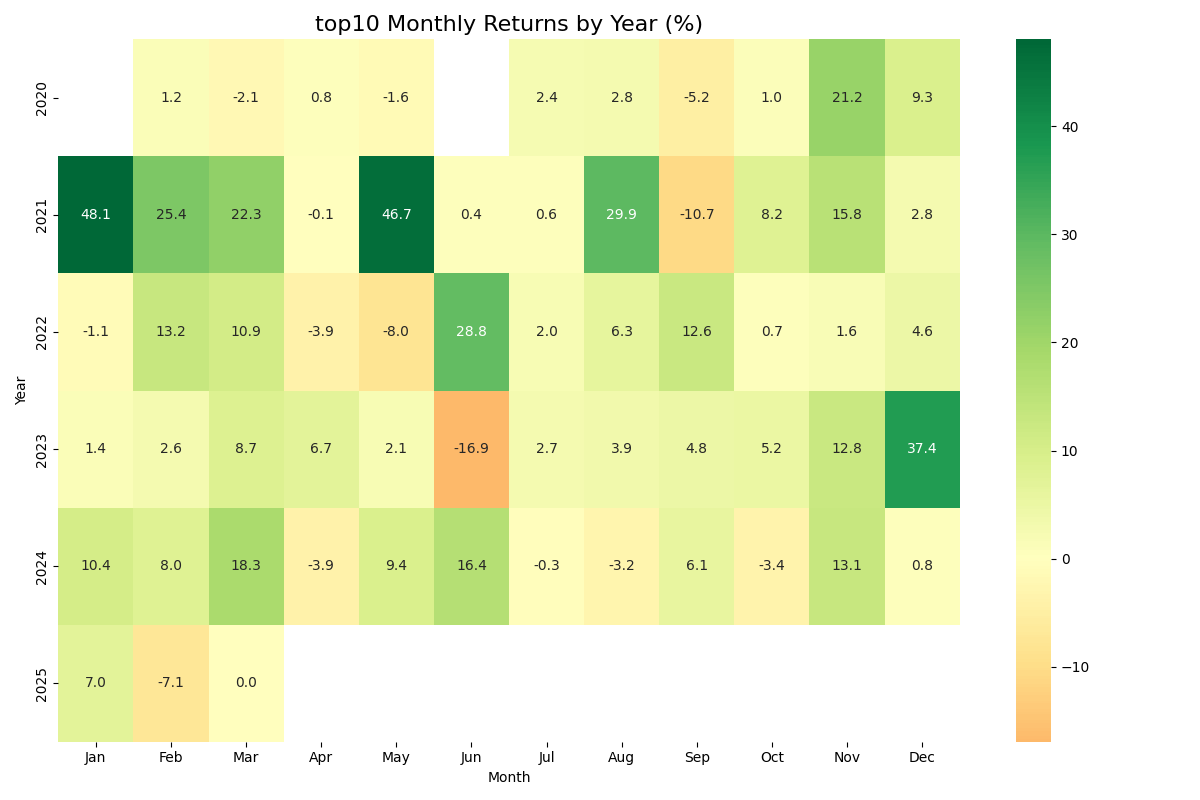 top10 Monthly Returns by Year (%)
2020 1.2 -2.1 0.8 -1.6 2.4 2.8 -5.2 1.0 21.2 9.3
2021 48.1 25.4 22.3 -0.1 46.7 0.4 0.6 29.9 -10.7 8.2 15.8 2.8
2022 -1.1 13.2 10.9 -3.9 -8.0 28.8 2.0 6.3 12.6 0.7 1.6 4.6
2023 1.4 2.6 8.7 6.7 2.1 -16.9 2.7 3.9 4.8 5.2 12.8 37.4
2024 10.4 8.0 18.3 -3.9 9.4 16.4 -0.3 -3.2 6.1 -3.4 13.1 0.8
2025 7.0 -7.1 0.0
Jan Feb Mar Apr May Jun Jul Aug Sep Oct Nov Dec
Month
Year
40
30
20
10
0
−10